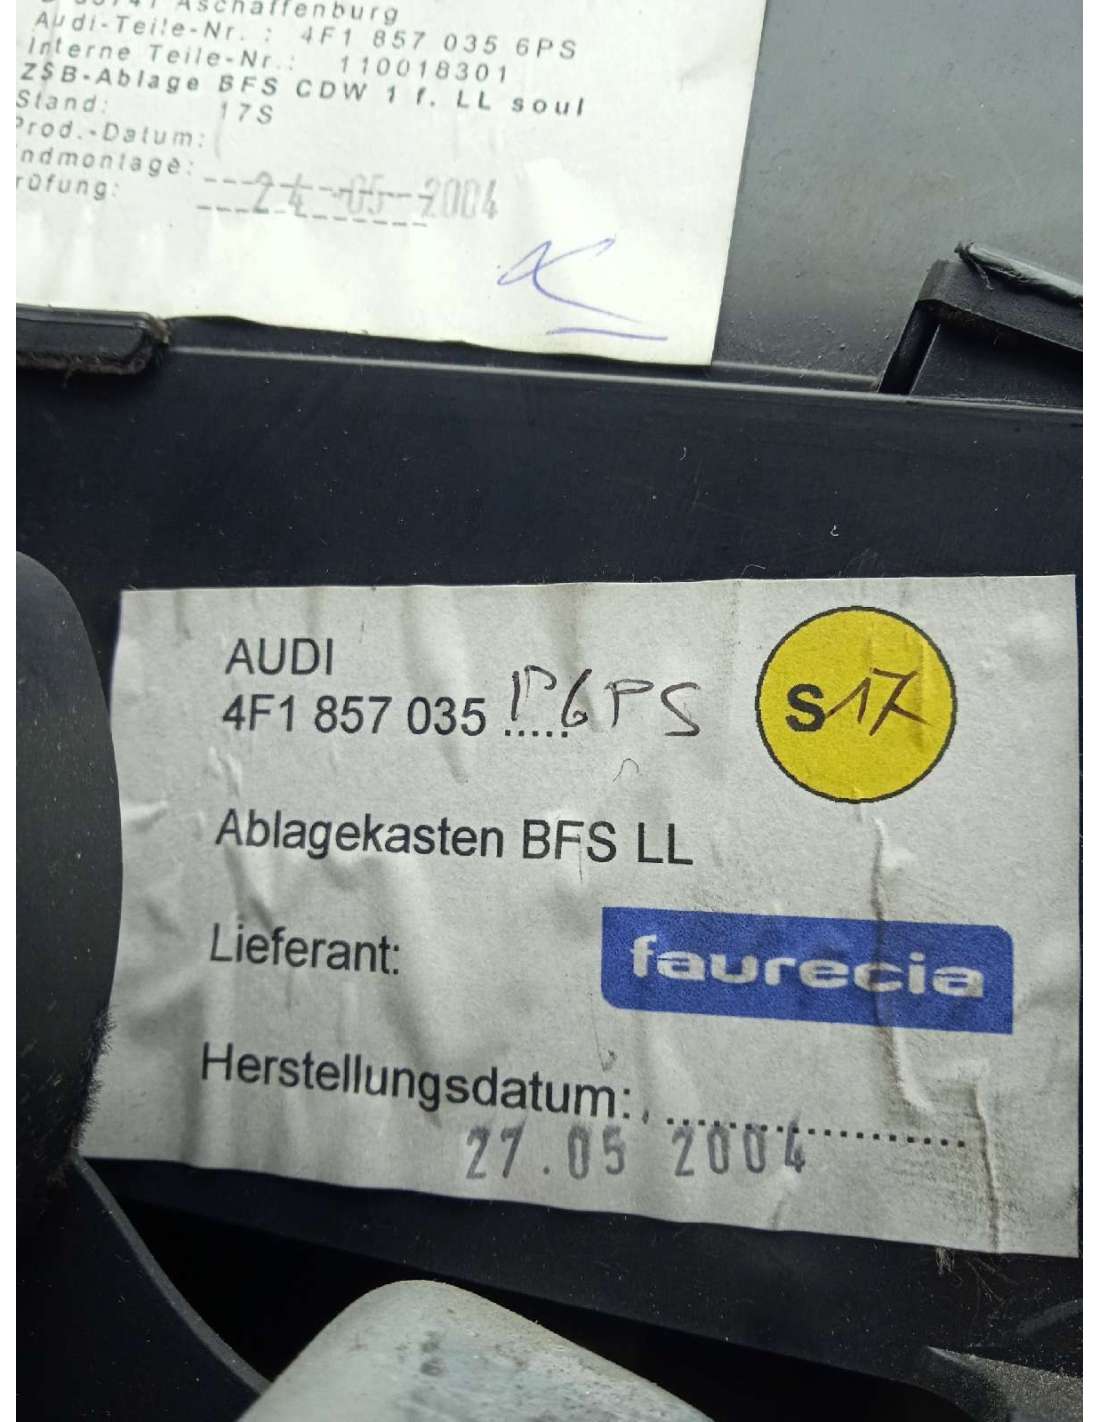 Aschaffenburg
Audi-Teile-Nr.: 4F1 857 035 6PS
Interne Teile-Nr.: 110018301
ZSB-Ablage BFS CDW 1 f. LL soul
Stand: 17S
Prod.-Datum:
ndmontage:
rüfung: 24 05 2004
AUDI
4F1 857 035 ..... 6PS
S17
Ablagekasten BFS LL
Lieferant: faurecia
Herstellungsdatum: ....................
27.05 2004